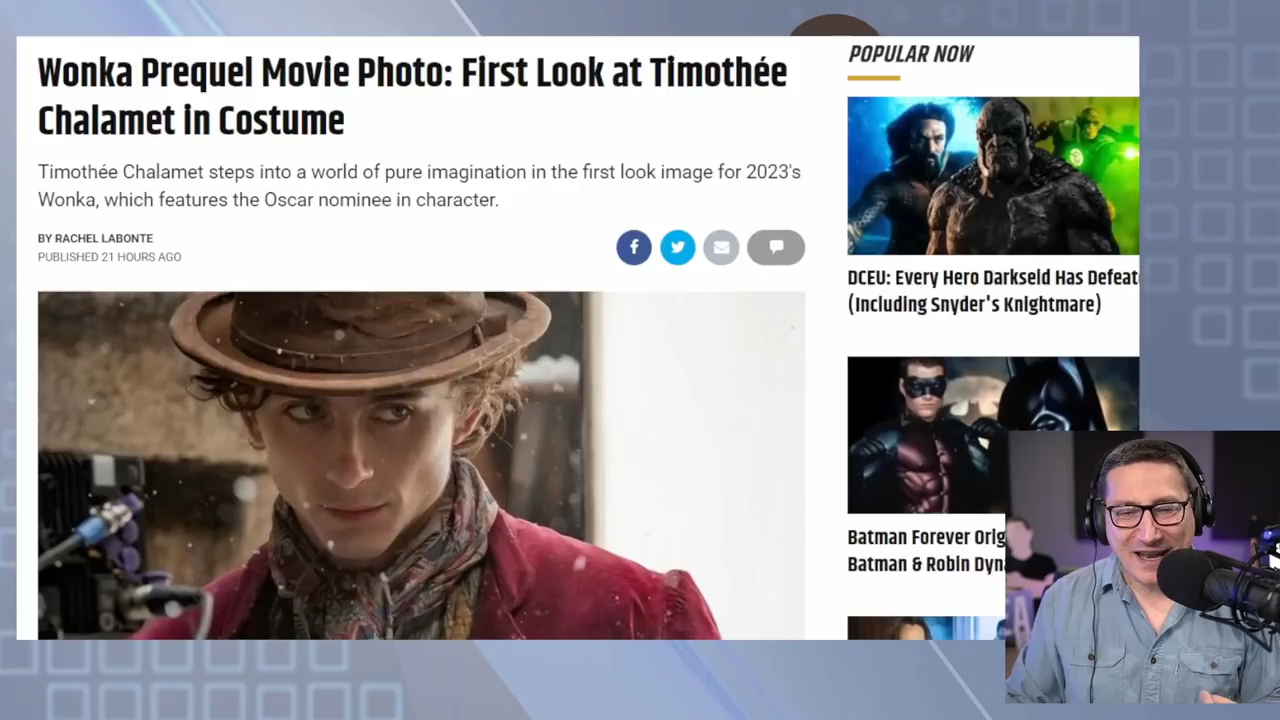 Wonka Prequel Movie Photo: First Look at Timothée
Chalamet in Costume
Timothée Chalamet steps into a world of pure imagination in the first look image for 2023's
Wonka, which features the Oscar nominee in character.
BY RACHEL LABONTE
PUBLISHED 21 HOURS AGO
POPULAR NOW
DCEU: Every Hero Darkseid Has Defeat
(Including Snyder's Knightmare)
Batman Forever Orig
Batman & Robin Dyn